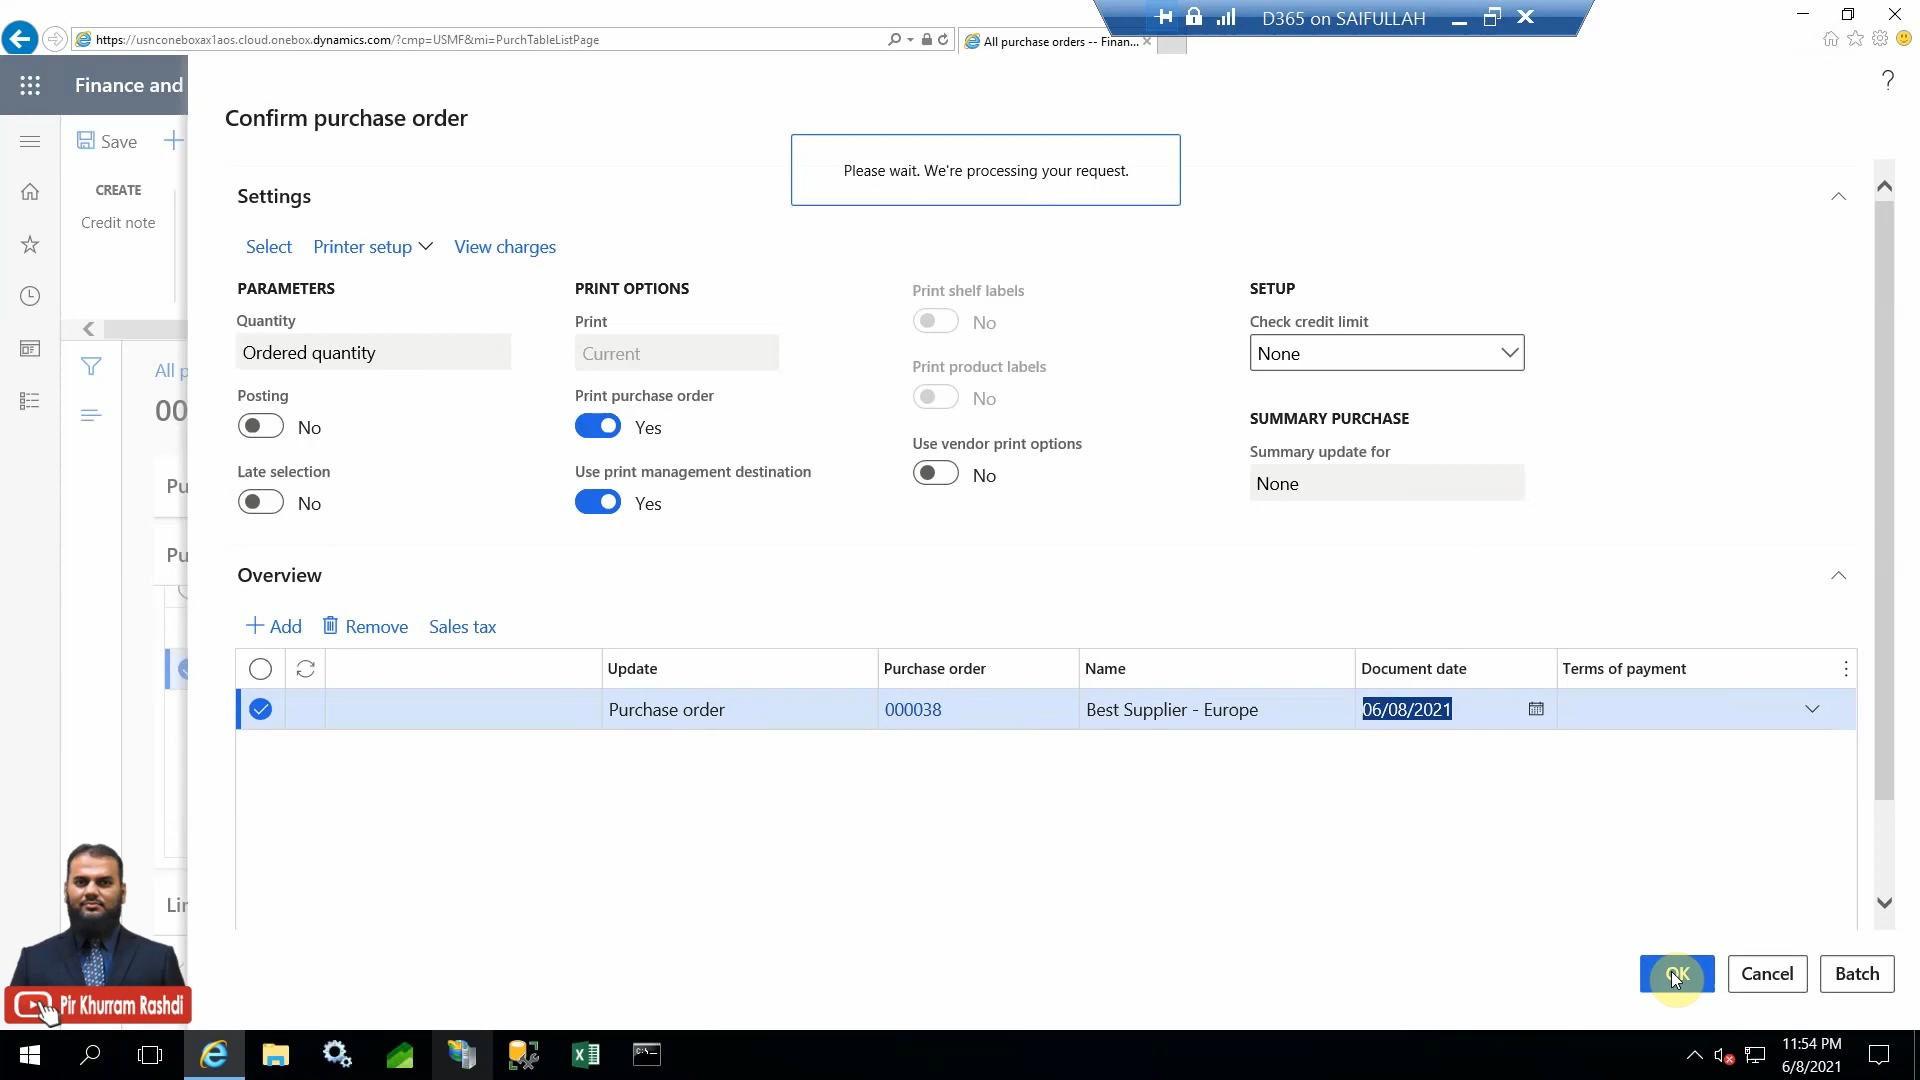 D365 on SAIFULLAH
https://usnconeboxax1aos.cloud.onebox.dynamics.com/?cmp=USMF&mi=PurchTableListPage
All purchase orders -- Finan...
Finance and
?
Confirm purchase order
Save
Please wait. We're processing your request.
CREATE
Credit note
Settings
Select
Printer setup
View charges
PARAMETERS
PRINT OPTIONS
Print shelf labels
SETUP
Quantity
Print
No
Check credit limit
Ordered quantity
Current
None
Print product labels
All p
Posting
Print purchase order
No
00
No
Yes
SUMMARY PURCHASE
Use vendor print options
Summary update for
Late selection
Use print management destination
No
None
Pu
No
Yes
Pu
Overview
Add
Remove
Sales tax
Update
Purchase order
Name
Document date
Terms of payment
Purchase order
000038
Best Supplier - Europe
06/08/2021
Lin
OK
Cancel
Batch
Pir Khurram Rashdi
11:54 PM
6/8/2021